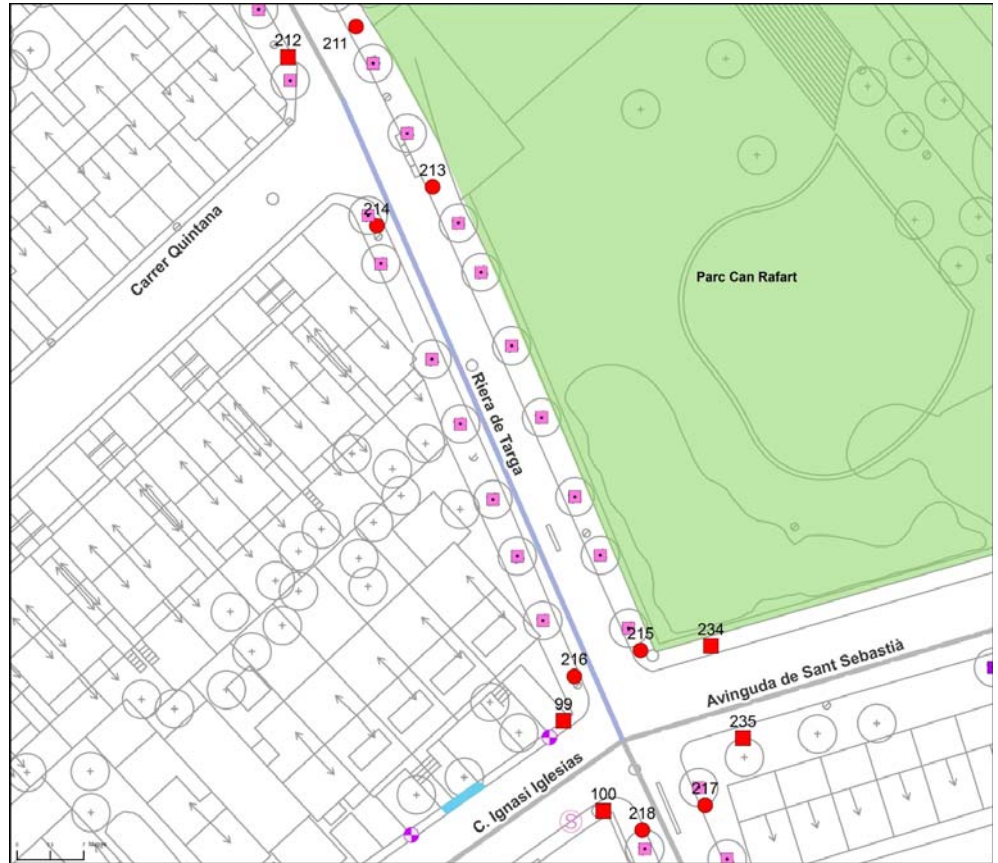 212
211
213
214
Carrer Quintana
Parc Can Rafart
Riera de Targa
215
234
216
Avinguda de Sant Sebastià
99
235
C. Ignasi Iglesias
100
217
218
S